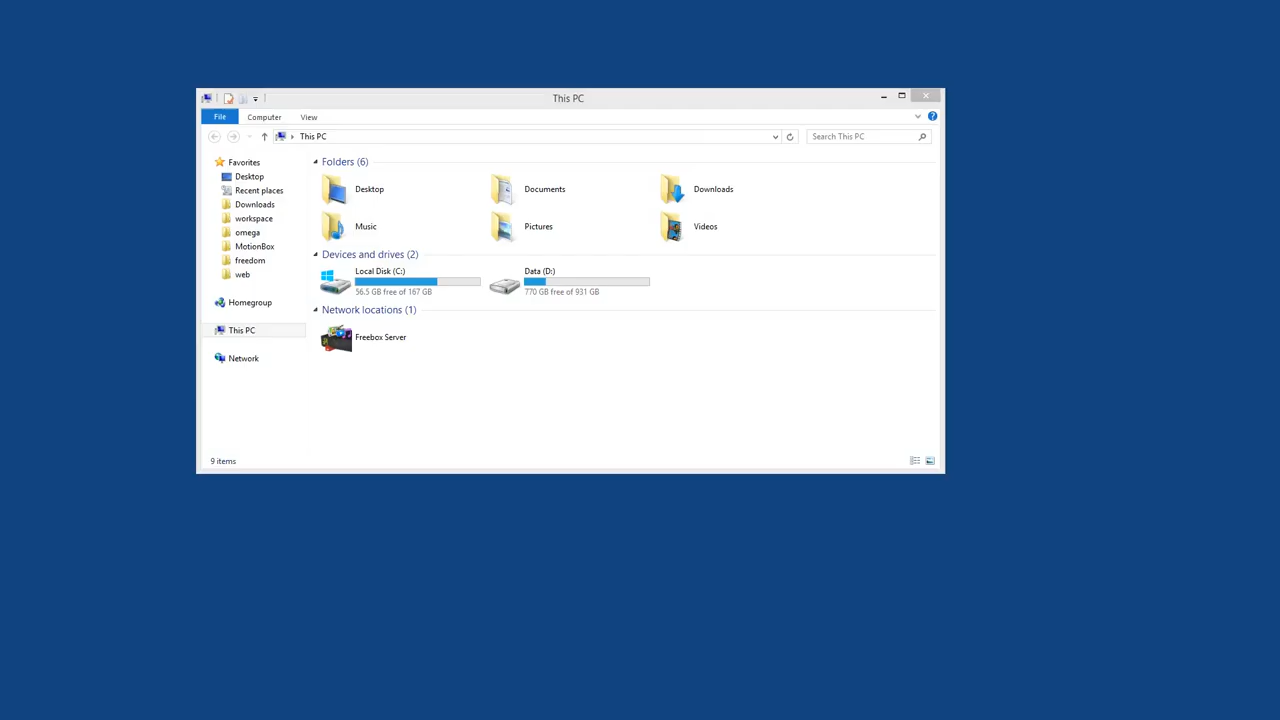 This PC
File Computer View
This PC Search This PC
Favorites
Desktop
Recent places
Downloads
workspace
omega
MotionBox
freedom
web
Homegroup
This PC
Network
Folders (6)
Desktop Documents Downloads
Music Pictures Videos
Devices and drives (2)
Local Disk (C:)
56.5 GB free of 167 GB
Data (D:)
770 GB free of 931 GB
Network locations (1)
Freebox Server
9 items